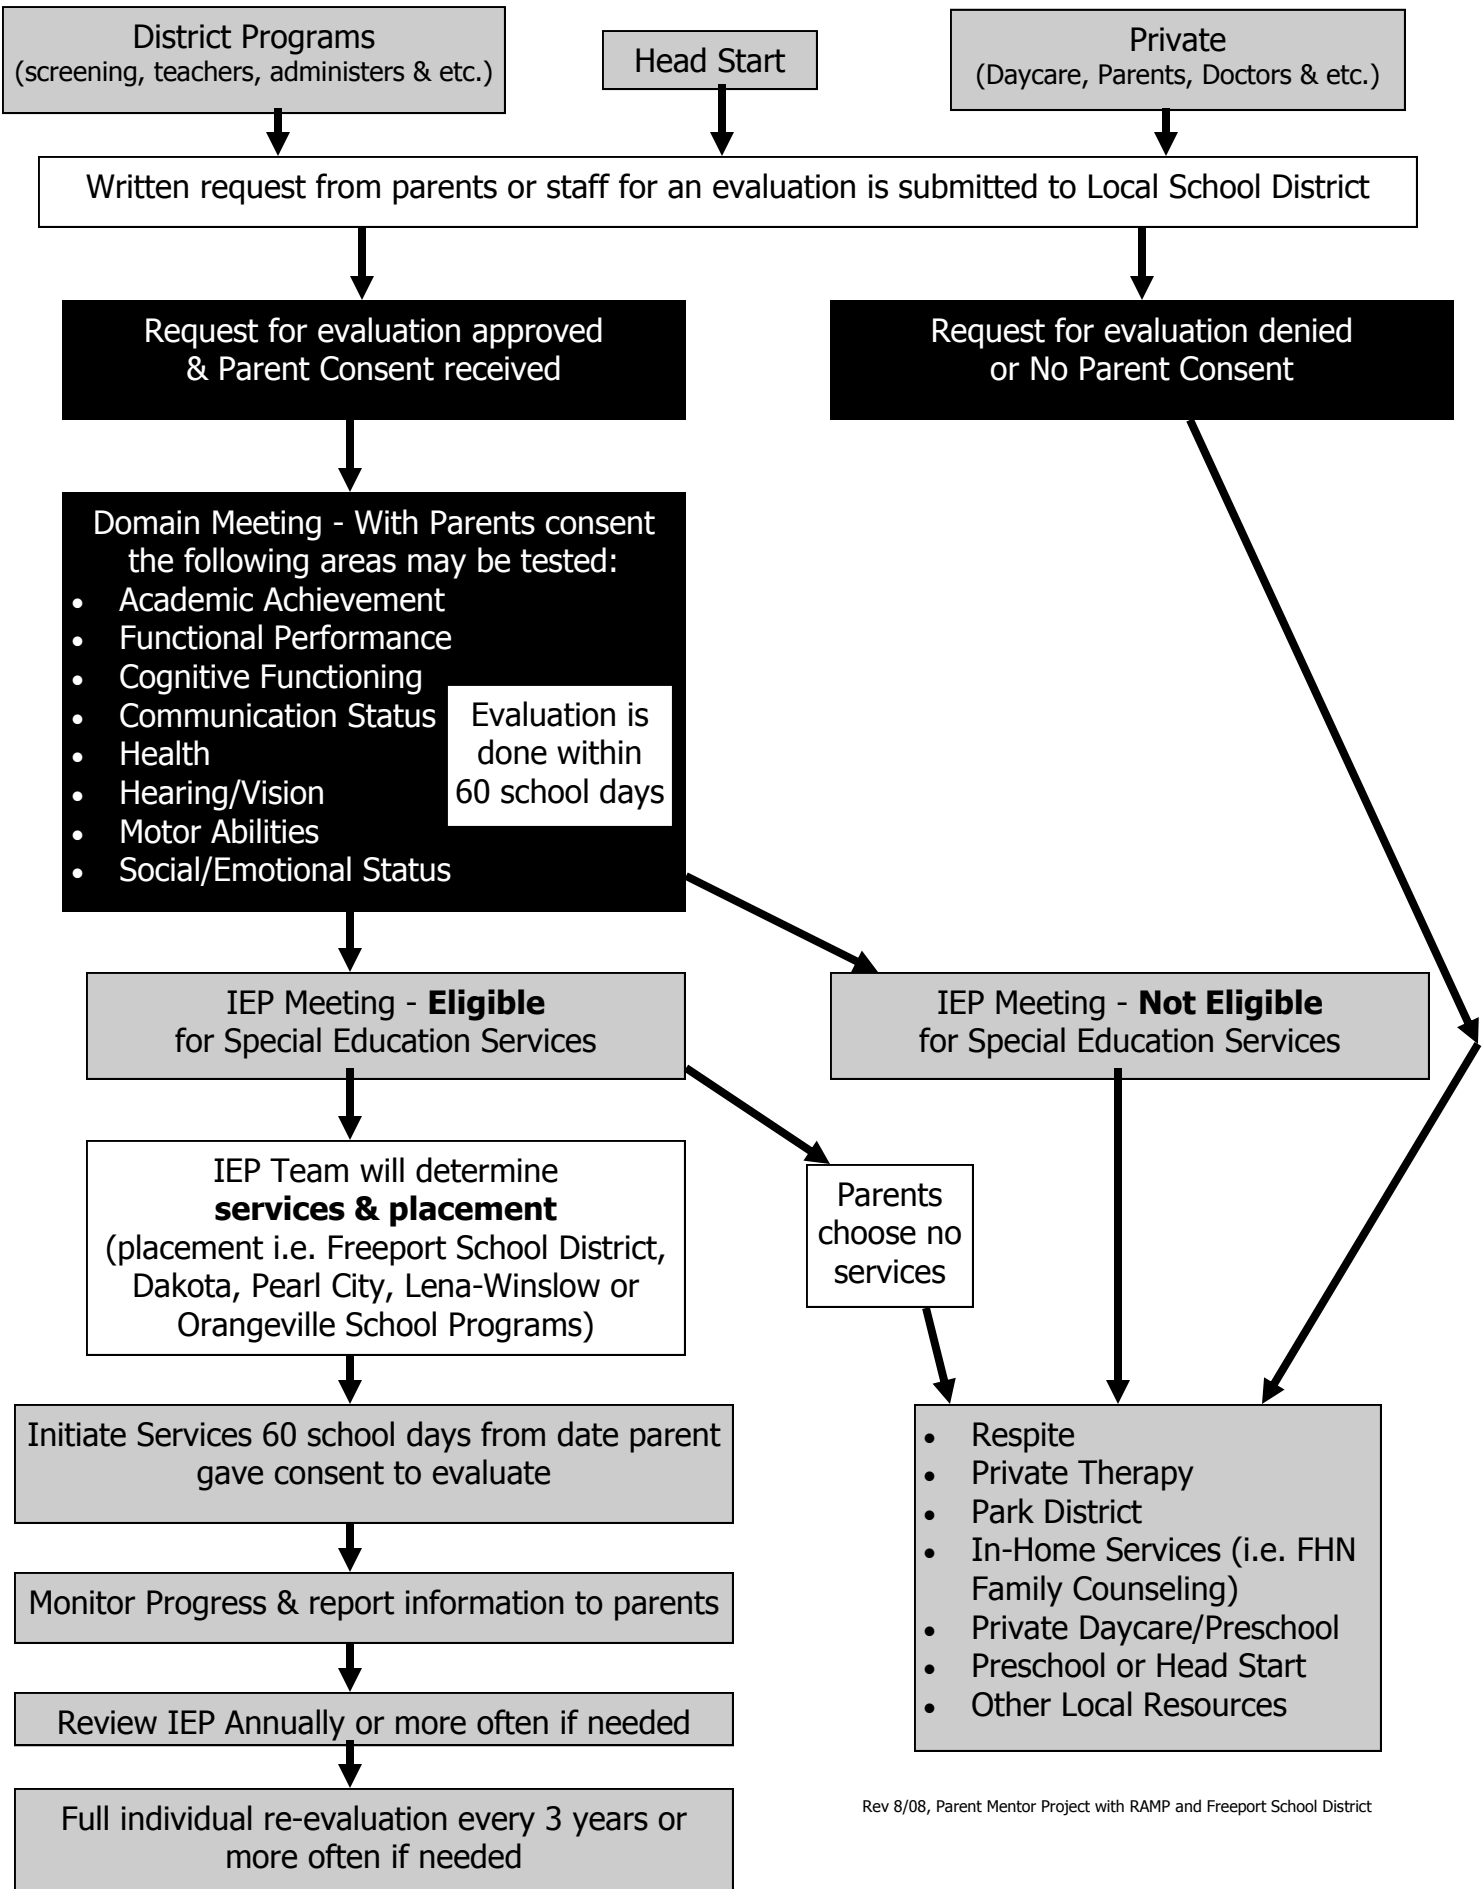 District Programs
(screening, teachers, administers & etc.)
Head Start
Private
(Daycare, Parents, Doctors & etc.)
Written request from parents or staff for an evaluation is submitted to Local School District
Request for evaluation approved
& Parent Consent received
Request for evaluation denied
or No Parent Consent
Domain Meeting - With Parents consent
the following areas may be tested:
• Academic Achievement
• Functional Performance
• Cognitive Functioning
• Communication Status
• Health
• Hearing/Vision
• Motor Abilities
• Social/Emotional Status
Evaluation is
done within
60 school days
IEP Meeting - Eligible
for Special Education Services
IEP Meeting - Not Eligible
for Special Education Services
IEP Team will determine
services & placement
(placement i.e. Freeport School District,
Dakota, Pearl City, Lena-Winslow or
Orangeville School Programs)
Parents
choose no
services
Initiate Services 60 school days from date parent
gave consent to evaluate
Monitor Progress & report information to parents
Review IEP Annually or more often if needed
Full individual re-evaluation every 3 years or
more often if needed
• Respite
• Private Therapy
• Park District
• In-Home Services (i.e. FHN
Family Counseling)
• Private Daycare/Preschool
• Preschool or Head Start
• Other Local Resources
Rev 8/08, Parent Mentor Project with RAMP and Freeport School District